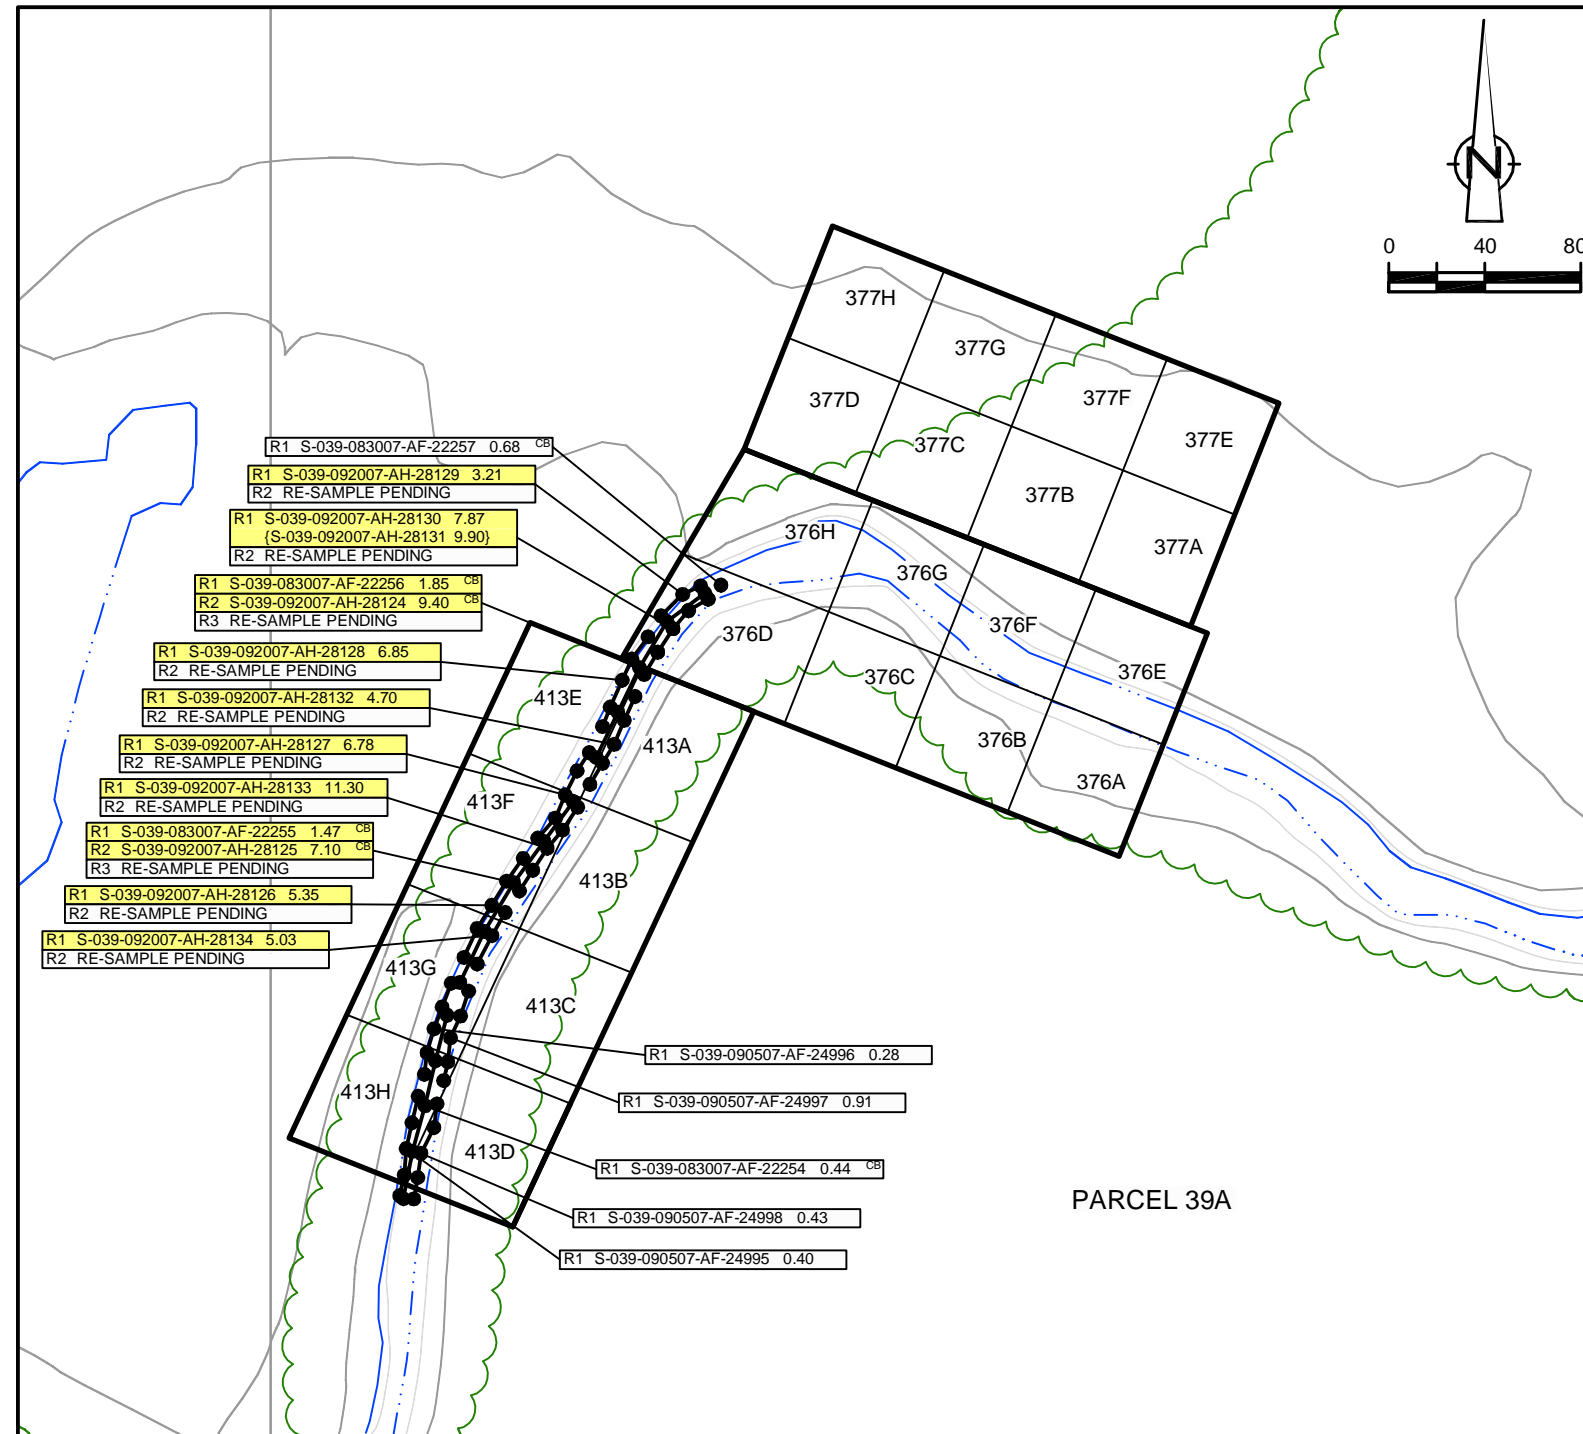 N
0 40 80
377H
377G
377F
377E
377D
377C
377B
377A
376H
376G
376F
376E
376D
376C
376B
376A
R1 S-039-083007-AF-22257 0.68 CB
R1 S-039-092007-AH-28129 3.21
R2 RE-SAMPLE PENDING
R1 S-039-092007-AH-28130 7.87
{S-039-092007-AH-28131 9.90}
R2 RE-SAMPLE PENDING
R1 S-039-083007-AF-22256 1.85 CB
R2 S-039-092007-AH-28124 9.40 CB
R3 RE-SAMPLE PENDING
R1 S-039-092007-AH-28128 6.85
R2 RE-SAMPLE PENDING
R1 S-039-092007-AH-28132 4.70
R2 RE-SAMPLE PENDING
R1 S-039-092007-AH-28127 6.78
R2 RE-SAMPLE PENDING
R1 S-039-092007-AH-28133 11.30
R2 RE-SAMPLE PENDING
R1 S-039-083007-AF-22255 1.47 CB
R2 S-039-092007-AH-28125 7.10 CB
R3 RE-SAMPLE PENDING
R1 S-039-092007-AH-28126 5.35
R2 RE-SAMPLE PENDING
R1 S-039-092007-AH-28134 5.03
R2 RE-SAMPLE PENDING
413E
413A
413F
413B
413G
413C
413H
413D
R1 S-039-090507-AF-24996 0.28
R1 S-039-090507-AF-24997 0.91
R1 S-039-083007-AF-22254 0.44 CB
R1 S-039-090507-AF-24998 0.43
R1 S-039-090507-AF-24995 0.40
PARCEL 39A